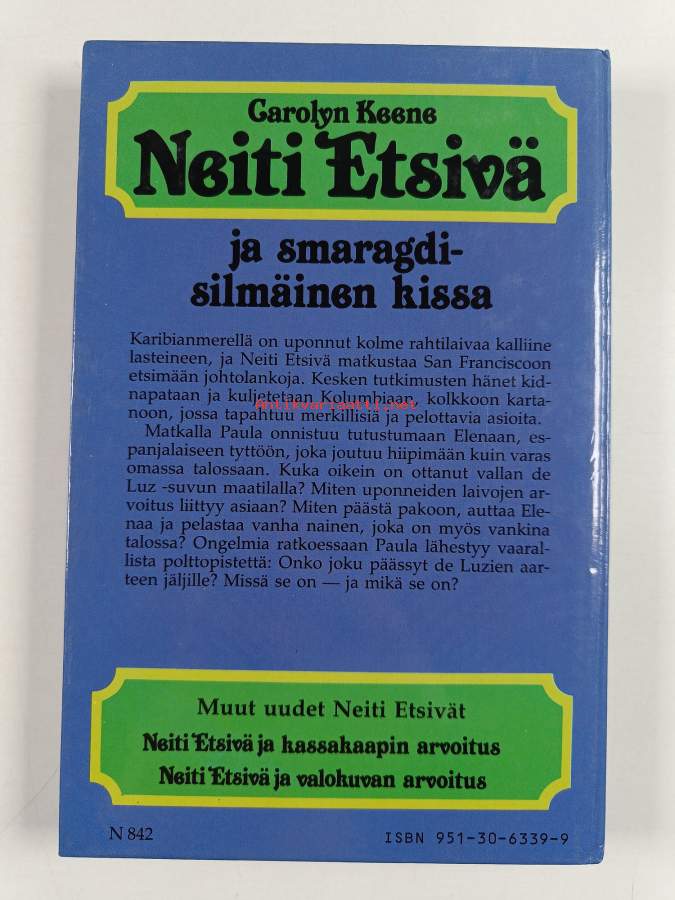 Carolyn Keene
Neiti Etsivä
ja smaragdi-
silmäinen kissa
Karibianmerellä on uponnut kolme rahtilaivaa kalliine
lasteineen, ja Neiti Etsivä matkustaa San Franciscoon
etsimään johtolankoja. Kesken tutkimusten hänet kid-
napataan ja kuljetetaan Kolumbiaan, kolkkoon karta-
Antikvariaatti.net
noon, jossa tapahtuu merkillisiä ja pelottavia asioita.
Matkalla Paula onnistuu tutustumaan Elenaan, es-
panjalaiseen tyttöön, joka joutuu hiipimään kuin varas
omassa talossaan. Kuka oikein on ottanut vallan de
Luz -suvun maatilalla? Miten uponneiden laivojen ar-
voitus liittyy asiaan? Miten päästä pakoon, auttaa Ele-
naa ja pelastaa vanha nainen, joka on myös vankina
talossa? Ongelmia ratkoessaan Paula lähestyy vaaral-
lista polttopistettä: Onko joku päässyt de Luzien aar-
teen jäljille? Missä se on — ja mikä se on?
Muut uudet Neiti Etsivät
Neiti Etsivä ja kassakaapin arvoitus
Neiti Etsivä ja valokuvan arvoitus
N 842
ISBN 951-30-6339-9